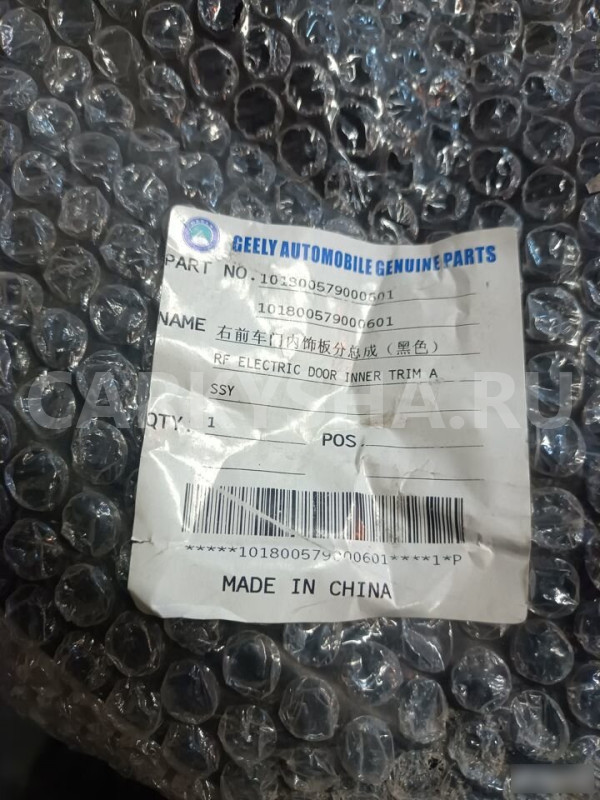 GEELY AUTOMOBILE GENUINE PARTS
PART NO. 101800579000601
101800579000601
NAME 右前车门内饰板分总成(黑色)
RF ELECTRIC DOOR INNER TRIM A
SSY
CARLYSHA.RU
QTY. 1 POS.
*****101800579000601****1*P
MADE IN CHINA